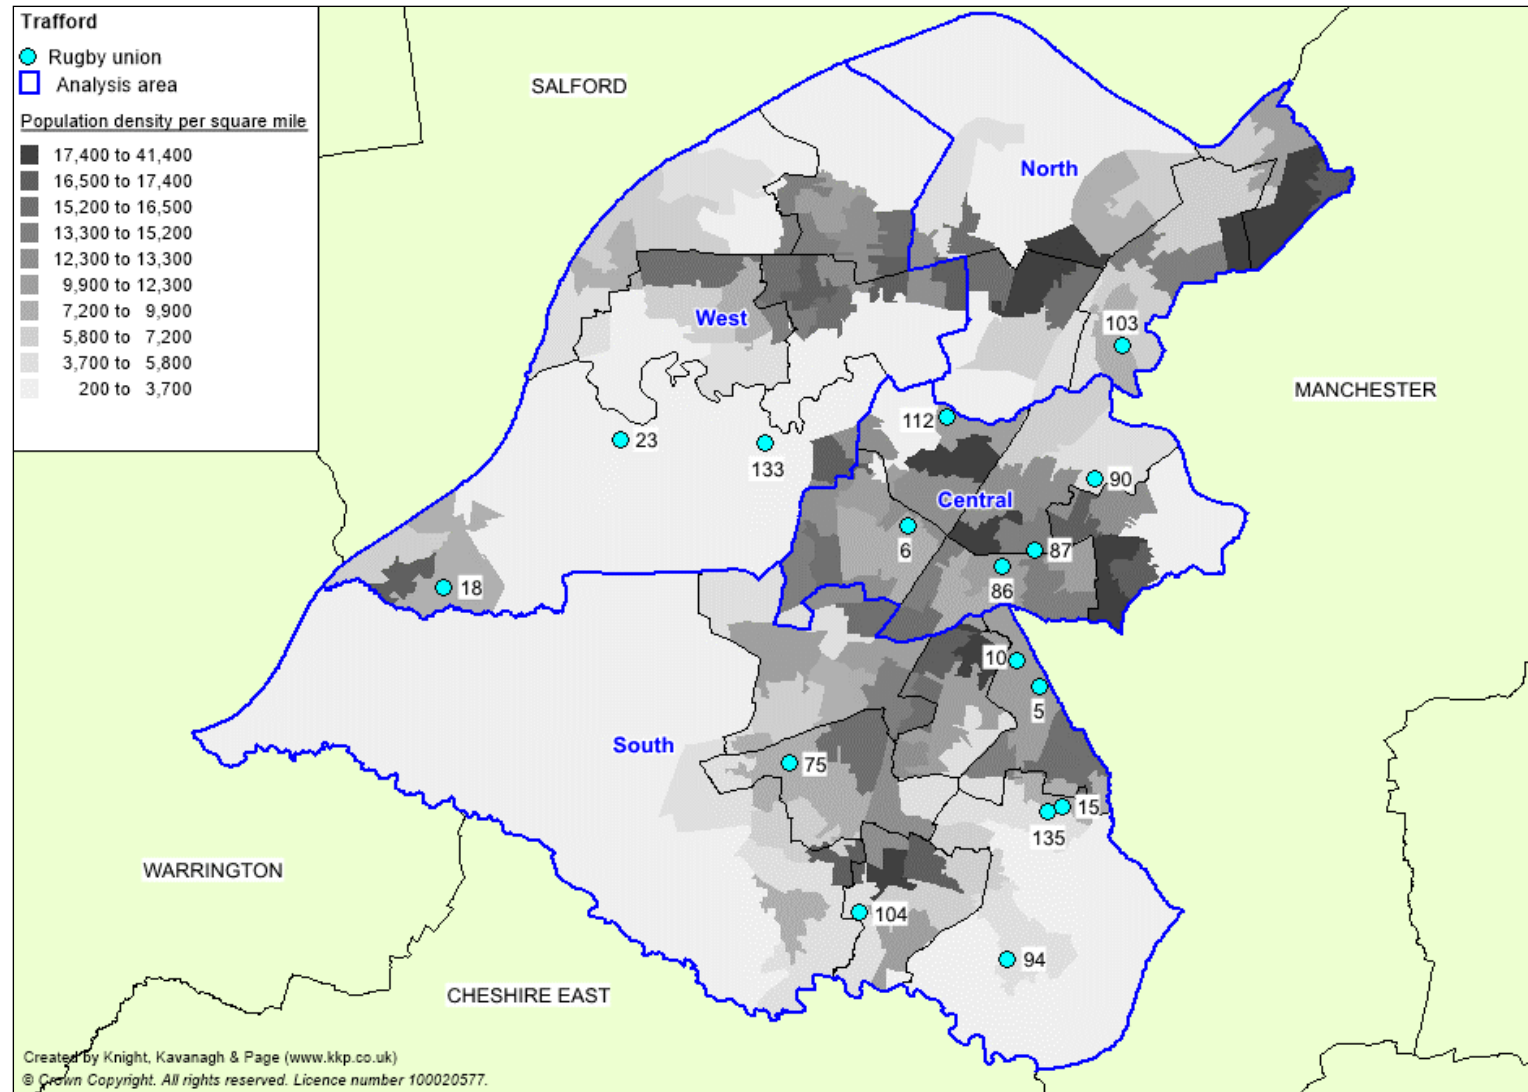 Trafford
Rugby union
Analysis area
Population density per square mile
17,400 to 41,400
16,500 to 17,400
15,200 to 16,500
13,300 to 15,200
12,300 to 13,300
9,900 to 12,300
7,200 to 9,900
5,800 to 7,200
3,700 to 5,800
200 to 3,700
SALFORD
North
West
103
MANCHESTER
112
23
133
90
Central
6
87
86
18
10
5
South
75
15
135
WARRINGTON
104
94
CHESHIRE EAST
Created by Knight, Kavanagh & Page (www.kkp.co.uk)
© Crown Copyright. All rights reserved. Licence number 100020577.